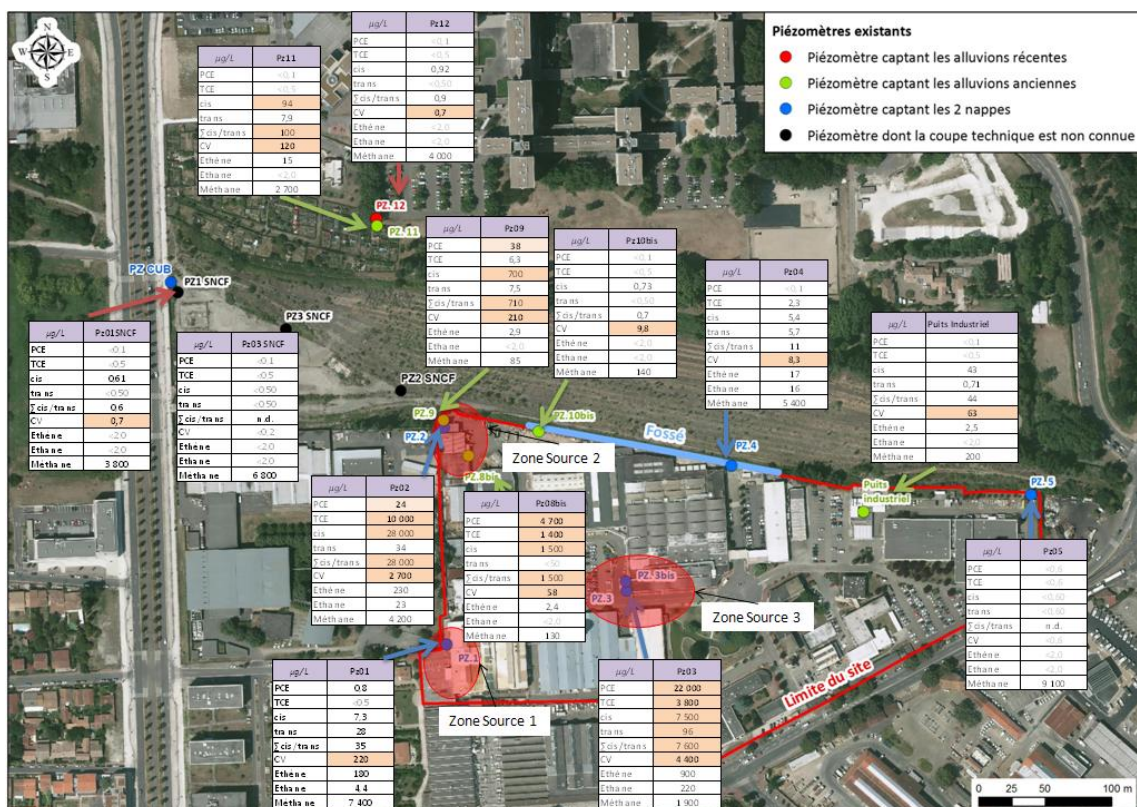 N
W
E
S
Piézomètres existants
Piézomètre captant les alluvions récentes
Piézomètre captant les alluvions anciennes
Piézomètre captant les 2 nappes
Piézomètre dont la coupe technique est non connue
µg/L Pz12
PCE <0,1
TCE <0,5
cis 0,92
trans <0,50
∑cis/trans 0,9
CV 0,7
Ethène <2,0
Ethane <2,0
Méthane 4 000
µg/L Pz11
PCE <0,1
TCE <0,5
cis 94
trans 7,9
∑cis/trans 100
CV 120
Ethène 15
Ethane <2,0
Méthane 2 700
PZ. 12
PZ. 11
µg/L Pz09
PCE 38
TCE 6,3
cis 700
trans 7,5
∑cis/trans 710
CV 210
Ethène 2,9
Ethane <2,0
Méthane 85
µg/L Pz10bis
PCE <0,1
TCE <0,5
cis 0,73
trans <0,50
∑cis/trans 0,7
CV 9,8
Ethène <2,0
Ethane <2,0
Méthane 140
µg/L Pz04
PCE <0,1
TCE 2,3
cis 5,4
trans 5,7
∑cis/trans 11
CV 8,3
Ethène 17
Ethane 16
Méthane 5 400
µg/L Puits Industriel
PCE <0,1
TCE <0,5
cis 43
trans 0,71
∑cis/trans 44
CV 63
Ethène 2,5
Ethane <2,0
Méthane 200
PZ CUB
PZ1 SNCF
PZ3 SNCF
PZ2 SNCF
µg/L Pz01SNCF
PCE <0,1
TCE <0,5
cis 0,61
trans <0,50
∑cis/trans 0,6
CV 0,7
Ethène <2,0
Ethane <2,0
Méthane 3 800
µg/L Pz03 SNCF
PCE <0,1
TCE <0,5
cis <0,50
trans <0,50
∑cis/trans n.d.
CV <0,2
Ethène <2,0
Ethane <2,0
Méthane 6 800
PZ.9
PZ.10bis
PZ.2
Fossé
PZ.4
Zone Source 2
PZ.8bis
Puits
industriel
PZ. 5
µg/L Pz02
PCE 24
TCE 10 000
cis 28 000
trans 34
∑cis/trans 28 000
CV 2 700
Ethène 230
Ethane 23
Méthane 4 200
µg/L Pz08bis
PCE 4 700
TCE 1 400
cis 1 500
trans <50
∑cis/trans 1 500
CV 58
Ethène 2,4
Ethane <2,0
Méthane 130
µg/L Pz05
PCE <0,6
TCE <0,6
cis <0,60
trans <0,60
∑cis/trans n.d.
CV <0,6
Ethène <2,0
Ethane <2,0
Méthane 9 100
PZ. 3bis
PZ.3
Zone Source 3
PZ.1
Zone Source 1
Limite du site
µg/L Pz01
PCE 0,8
TCE <0,5
cis 7,3
trans 28
∑cis/trans 35
CV 220
Ethène 180
Ethane 4,4
Méthane 7 400
µg/L Pz03
PCE 22 000
TCE 3 800
cis 7 500
trans 96
∑cis/trans 7 600
CV 4 400
Ethène 900
Ethane 220
Méthane 1 900
0 25 50 100 m